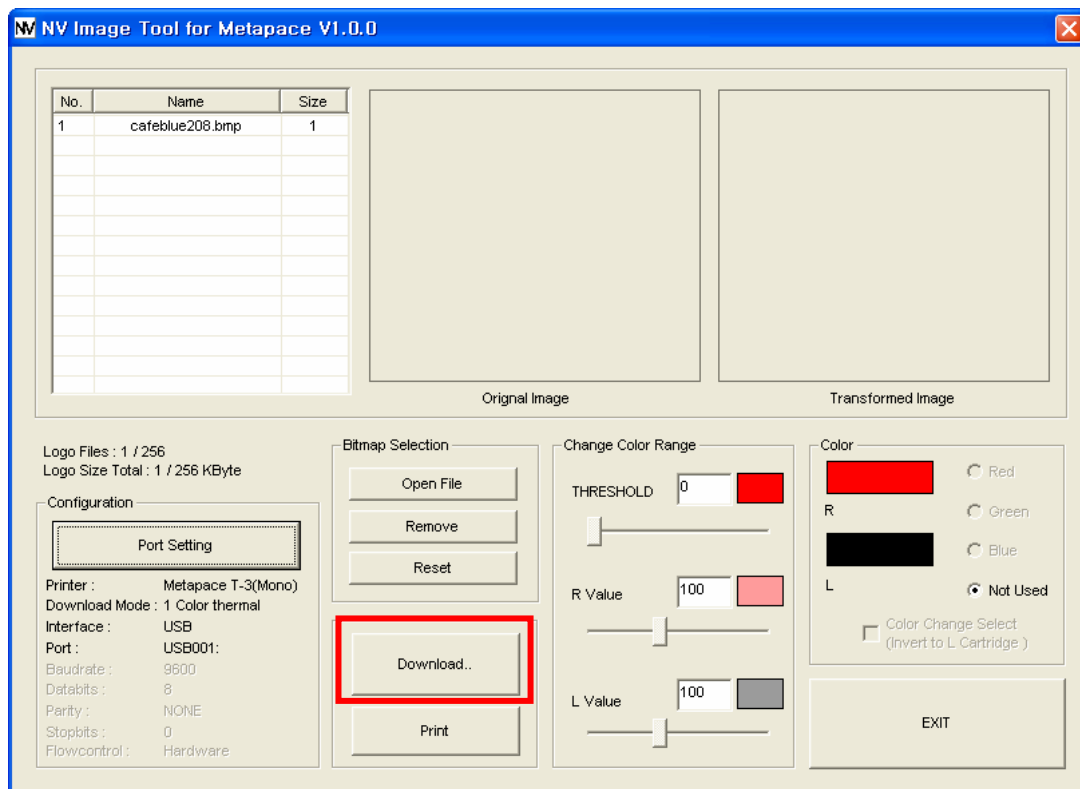 NV NV Image Tool for Metapace V1.0.0
No. Name Size
1 cafeblue208.bmp 1
Orignal Image
Transformed Image
Logo Files : 1 / 256
Logo Size Total : 1 / 256 KByte
Configuration
Port Setting
Printer : Metapace T-3(Mono)
Download Mode : 1 Color thermal
Interface : USB
Port : USB001:
Baudrate : 9600
Databits : 8
Parity : NONE
Stopbits : 0
Flowcontrol : Hardware
Bitmap Selection
Open File
Remove
Reset
Download..
Print
Change Color Range
THRESHOLD 0
R Value 100
L Value 100
Color
R
L
Red
Green
Blue
Not Used
Color Change Select
(Invert to L Cartridge )
EXIT